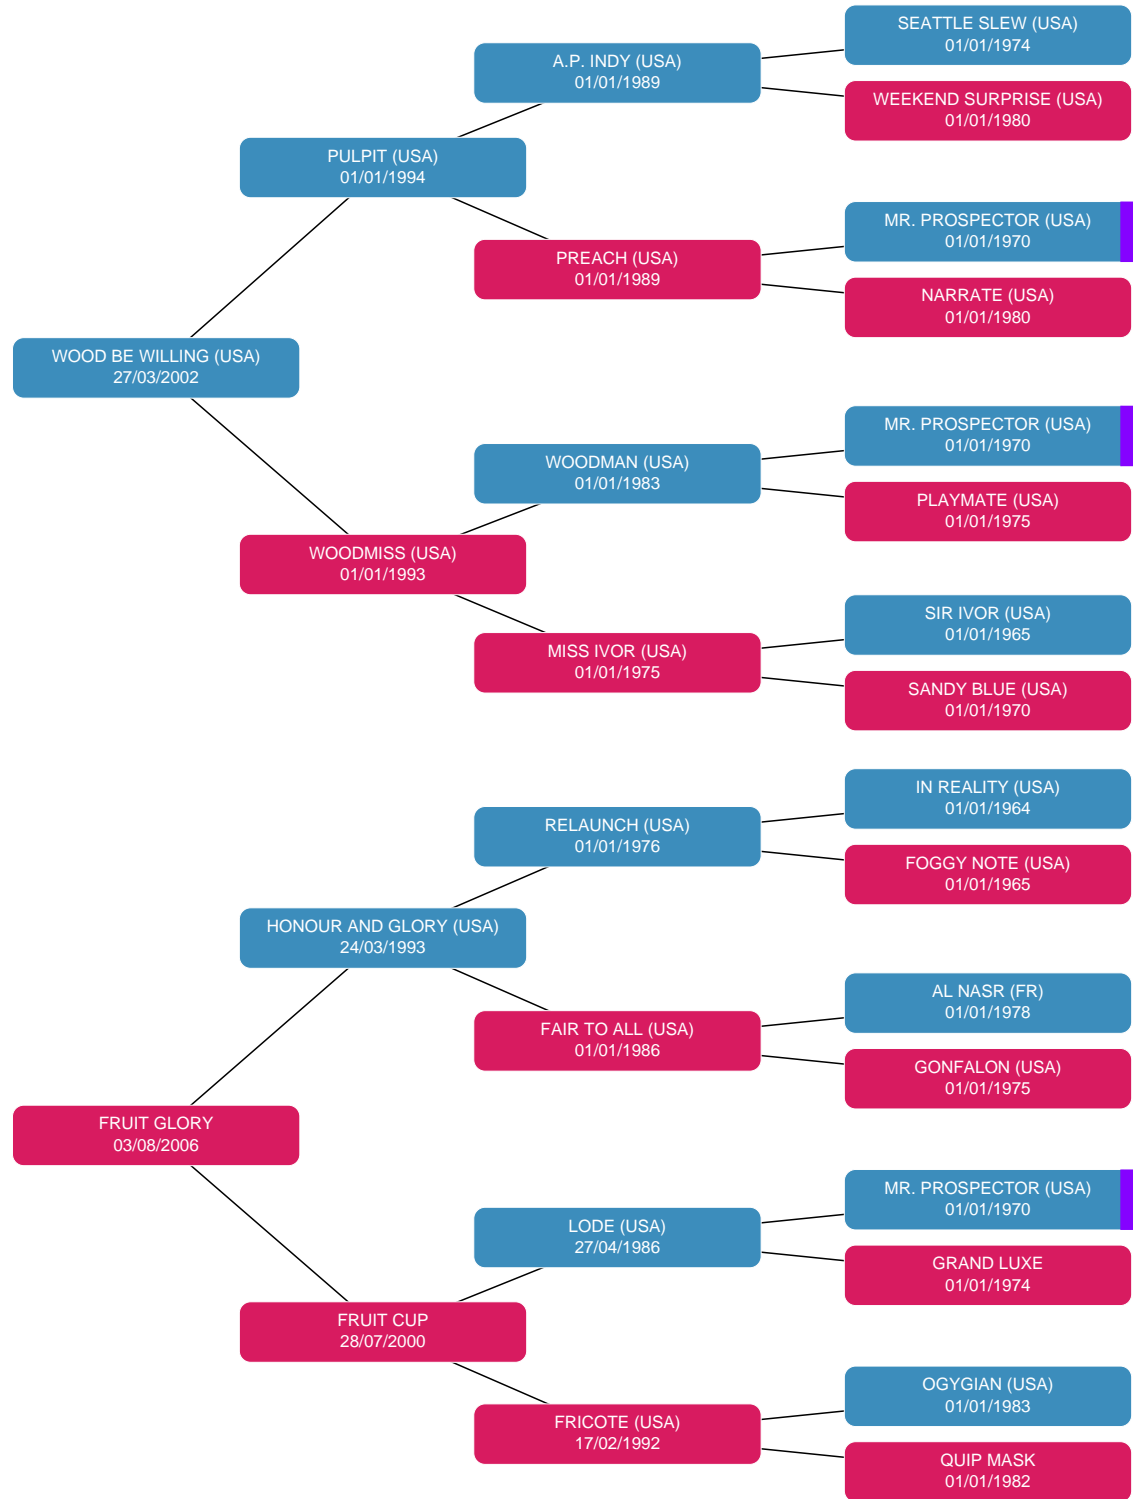 SEATTLE SLEW (USA)
01/01/1974
A.P. INDY (USA)
01/01/1989
WEEKEND SURPRISE (USA)
01/01/1980
PULPIT (USA)
01/01/1994
MR. PROSPECTOR (USA)
01/01/1970
PREACH (USA)
01/01/1989
NARRATE (USA)
01/01/1980
WOOD BE WILLING (USA)
27/03/2002
MR. PROSPECTOR (USA)
01/01/1970
WOODMAN (USA)
01/01/1983
PLAYMATE (USA)
01/01/1975
WOODMISS (USA)
01/01/1993
SIR IVOR (USA)
01/01/1965
MISS IVOR (USA)
01/01/1975
SANDY BLUE (USA)
01/01/1970
IN REALITY (USA)
01/01/1964
RELAUNCH (USA)
01/01/1976
FOGGY NOTE (USA)
01/01/1965
HONOUR AND GLORY (USA)
24/03/1993
AL NASR (FR)
01/01/1978
FAIR TO ALL (USA)
01/01/1986
GONFALON (USA)
01/01/1975
FRUIT GLORY
03/08/2006
MR. PROSPECTOR (USA)
01/01/1970
LODE (USA)
27/04/1986
GRAND LUXE
01/01/1974
FRUIT CUP
28/07/2000
OGYGIAN (USA)
01/01/1983
FRICOTE (USA)
17/02/1992
QUIP MASK
01/01/1982